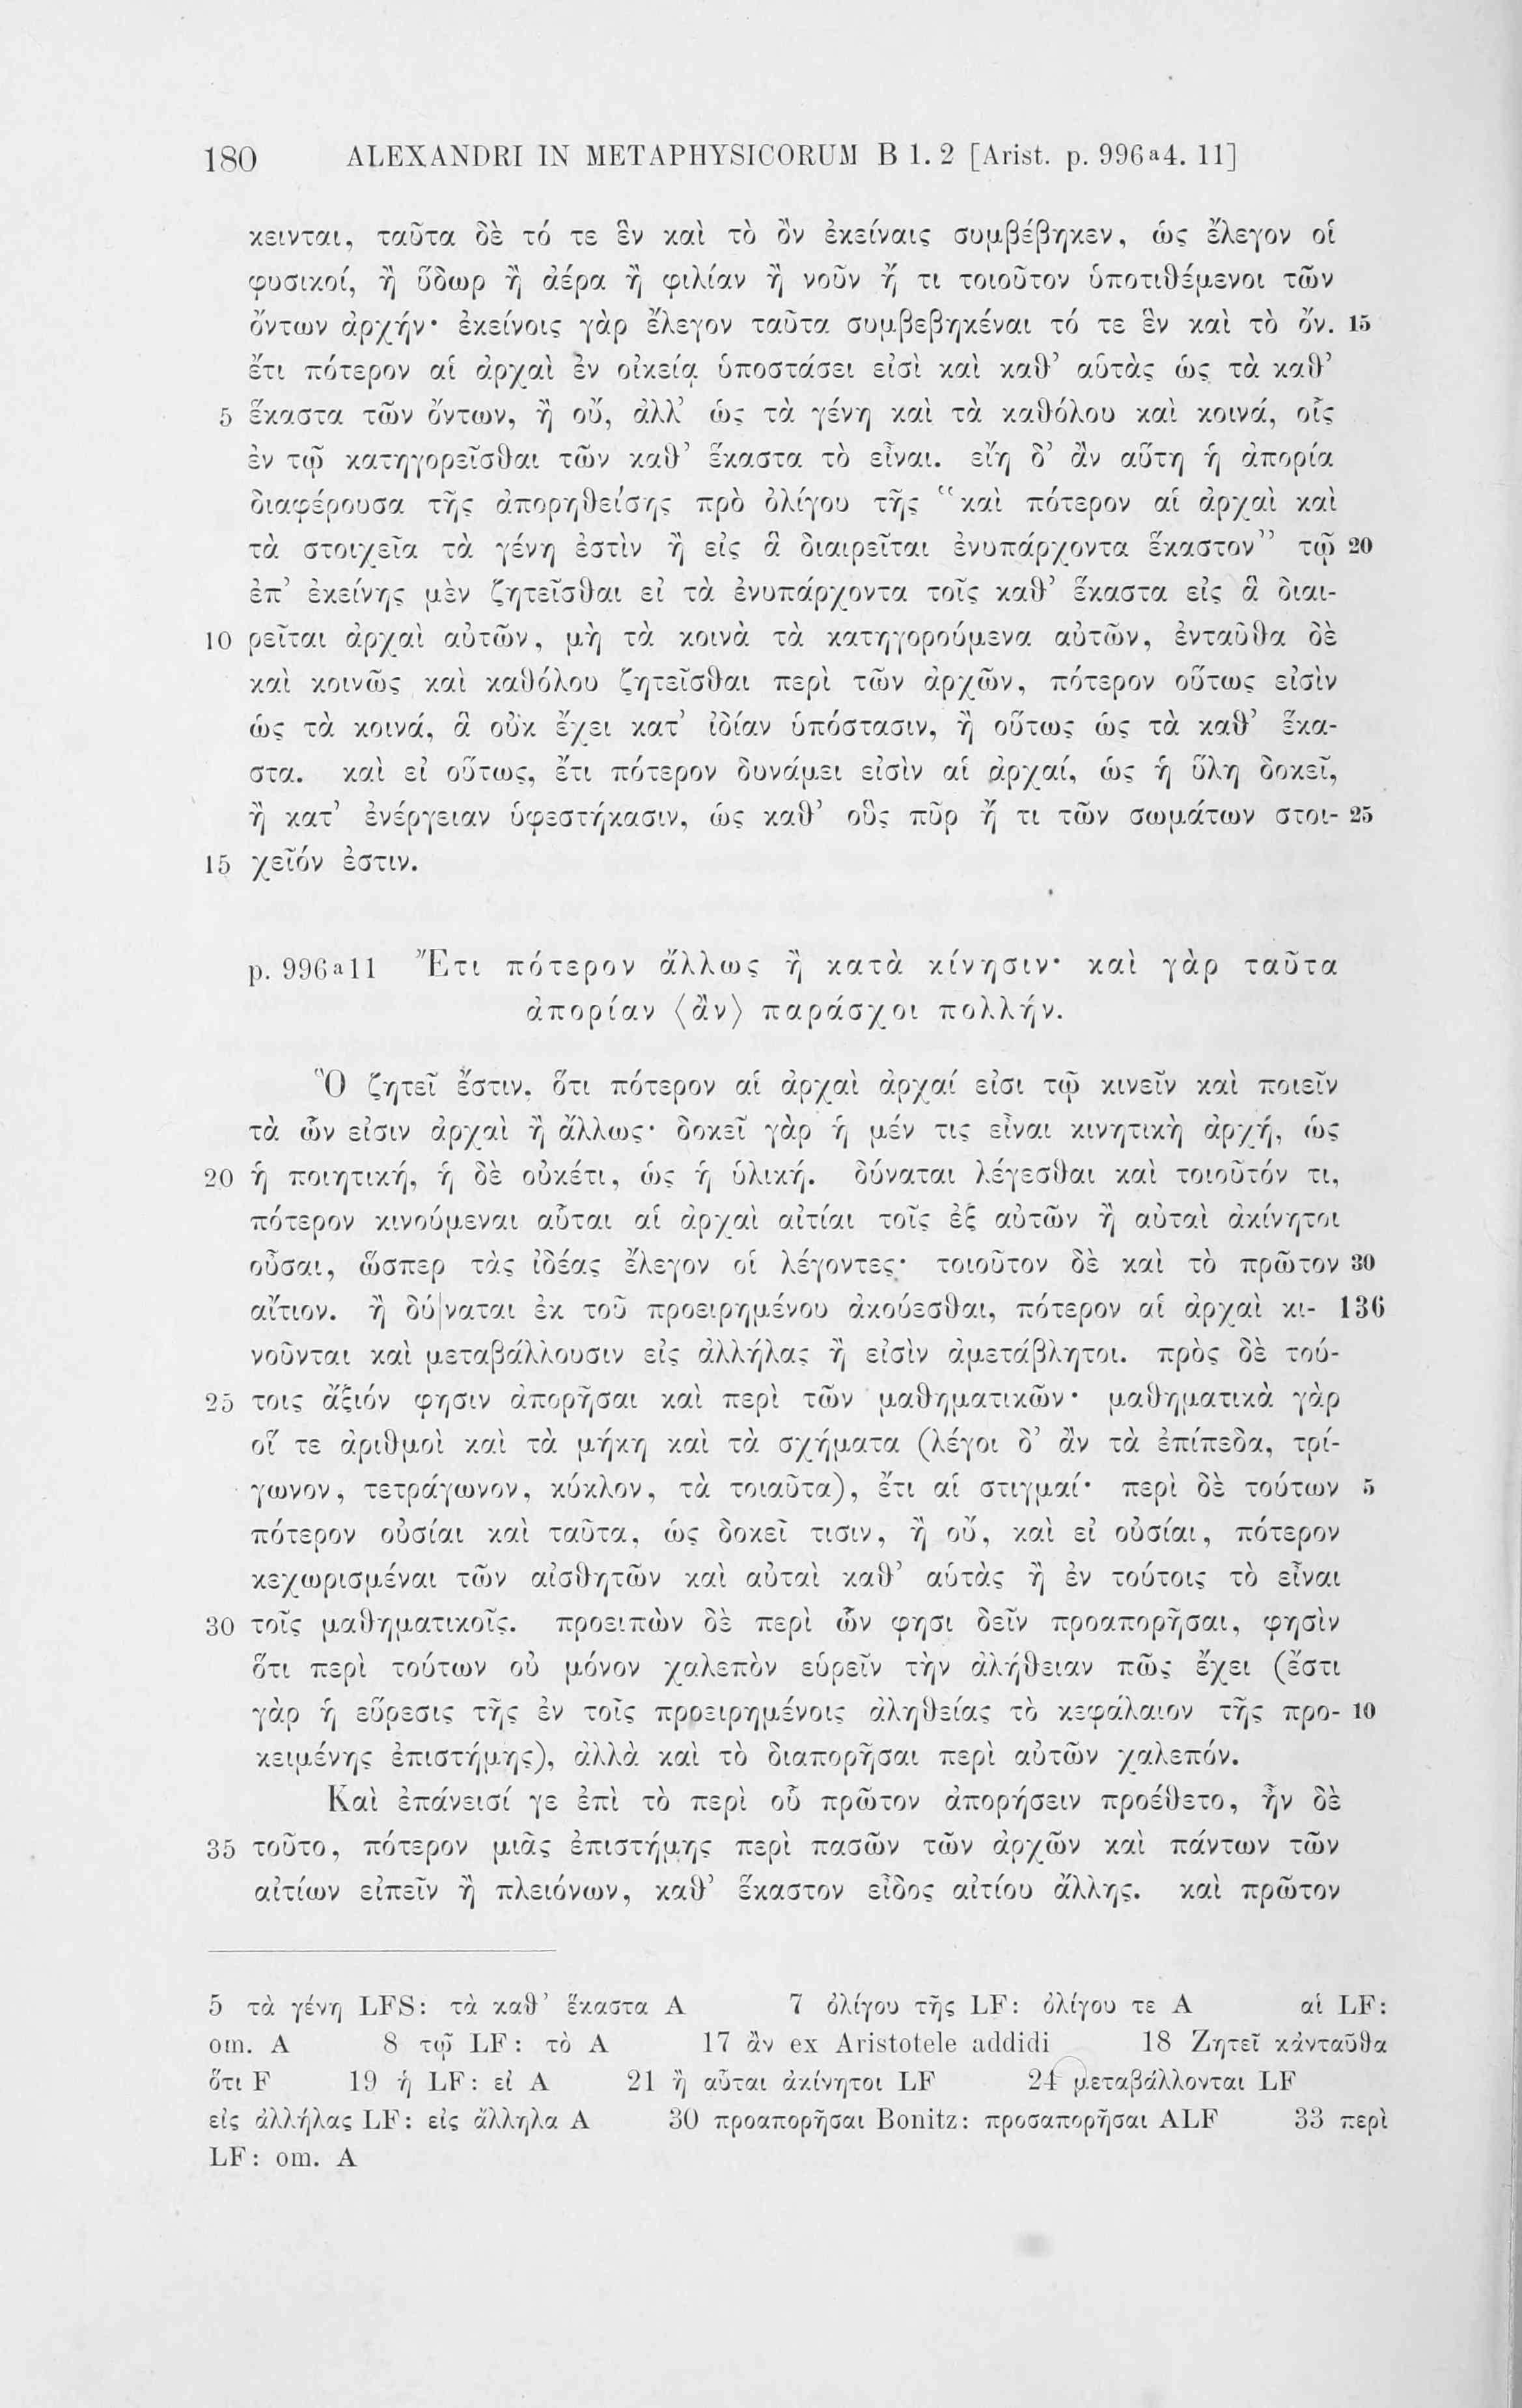 180 ALEXANDRI IN METAPHYSICORUM B 1. 2 [Arist. p. 996a4. 11]
κεινται, ταῦτα δὲ τό τε ἓν καὶ τὸ ὂν ἐκείναις συμβέβηκεν, ὡς ἔλεγον οἱ
φυσικοί, ἢ ὕδωρ ἢ ἀέρα ἢ φιλίαν ἢ νοῦν ἤ τι τοιοῦτον ὑποτιθέμενοι τῶν
ὄντων ἀρχήν· ἐκείνοις γὰρ ἔλεγον ταῦτα συμβεβηκέναι τό τε ἓν καὶ τὸ ὄν. 15
ἔτι πότερον αἱ ἀρχαὶ ἐν οἰκείᾳ ὑποστάσει εἰσὶ καὶ καθ’ αὑτὰς ὡς τὰ καθ’
5 ἕκαστα τῶν ὄντων, ἢ οὔ, ἀλλ’ ὡς τὰ γένη καὶ τὰ καθόλου καὶ κοινά, οἷς
ἐν τῷ κατηγορεῖσθαι τῶν καθ’ ἕκαστα τὸ εἶναι. εἴη δ’ ἂν αὕτη ἡ ἀπορία
διαφέρουσα τῆς ἀπορηθείσης πρὸ ὀλίγου τῆς “καὶ πότερον αἱ ἀρχαὶ καὶ
τὰ στοιχεῖα τὰ γένη ἐστὶν ἢ εἰς ἃ διαιρεῖται ἐνυπάρχοντα ἕκαστον” τῷ 20
ἐπ’ ἐκείνης μὲν ζητεῖσθαι εἰ τὰ ἐνυπάρχοντα τοῖς καθ’ ἕκαστα εἰς ἃ διαι-
10 ρεῖται ἀρχαὶ αὐτῶν, μὴ τὰ κοινὰ τὰ κατηγορούμενα αὐτῶν, ἐνταῦθα δὲ
καὶ κοινῶς καὶ καθόλου ζητεῖσθαι περὶ τῶν ἀρχῶν, πότερον οὕτως εἰσὶν
ὡς τὰ κοινά, ἃ οὐκ ἔχει κατ’ ἰδίαν ὑπόστασιν, ἢ οὕτως ὡς τὰ καθ’ ἕκα-
στα. καὶ εἰ οὕτως, ἔτι πότερον δυνάμει εἰσὶν αἱ ἀρχαί, ὡς ἡ ὕλη δοκεῖ,
ἢ κατ’ ἐνέργειαν ὑφεστήκασιν, ὡς καθ’ οὓς πῦρ ἤ τι τῶν σωμάτων στοι- 25
15 χεῖόν ἐστιν.
p. 996a11 Ἔτι πότερον ἄλλως ἢ κατὰ κίνησιν· καὶ γὰρ ταῦτα
ἀπορίαν ⟨ἂν⟩ παράσχοι πολλήν.
Ὃ ζητεῖ ἔστιν, ὅτι πότερον αἱ ἀρχαὶ ἀρχαί εἰσι τῷ κινεῖν καὶ ποιεῖν
τὰ ὧν εἰσιν ἀρχαὶ ἢ ἄλλως· δοκεῖ γὰρ ἡ μέν τις εἶναι κινητικὴ ἀρχή, ὡς
20 ἡ ποιητική, ἡ δὲ οὐκέτι, ὡς ἡ ὑλική. δύναται λέγεσθαι καὶ τοιοῦτόν τι,
πότερον κινούμεναι αὗται αἱ ἀρχαὶ αἰτίαι τοῖς ἐξ αὐτῶν ἢ αὐταὶ ἀκίνητοι
οὖσαι, ὥσπερ τὰς ἰδέας ἔλεγον οἱ λέγοντες· τοιοῦτον δὲ καὶ τὸ πρῶτον 30
αἴτιον. ἢ δύ|ναται ἐκ τοῦ προειρημένου ἀκούεσθαι, πότερον αἱ ἀρχαὶ κι- 136
νοῦνται καὶ μεταβάλλουσιν εἰς ἀλλήλας ἢ εἰσὶν ἀμετάβλητοι. πρὸς δὲ τού-
25 τοις ἄξιόν φησιν ἀπορῆσαι καὶ περὶ τῶν μαθηματικῶν· μαθηματικὰ γὰρ
οἵ τε ἀριθμοὶ καὶ τὰ μήκη καὶ τὰ σχήματα (λέγοι δ’ ἂν τὰ ἐπίπεδα, τρί-
γωνον, τετράγωνον, κύκλον, τὰ τοιαῦτα), ἔτι αἱ στιγμαί· περὶ δὲ τούτων 5
πότερον οὐσίαι καὶ ταῦτα, ὡς δοκεῖ τισιν, ἢ οὔ, καὶ εἰ οὐσίαι, πότερον
κεχωρισμέναι τῶν αἰσθητῶν καὶ αὐταὶ καθ’ αὑτὰς ἢ ἐν τούτοις τὸ εἶναι
30 τοῖς μαθηματικοῖς. προειπὼν δὲ περὶ ὧν φησι δεῖν προαπορῆσαι, φησὶν
ὅτι περὶ τούτων οὐ μόνον χαλεπὸν εὑρεῖν τὴν ἀλήθειαν πῶς ἔχει (ἔστι
γὰρ ἡ εὕρεσις τῆς ἐν τοῖς προειρημένοις ἀληθείας τὸ κεφάλαιον τῆς προ- 10
κειμένης ἐπιστήμης), ἀλλὰ καὶ τὸ διαπορῆσαι περὶ αὐτῶν χαλεπόν.
Καὶ ἐπάνεισί γε ἐπὶ τὸ περὶ οὗ πρῶτον ἀπορήσειν προέθετο, ἦν δὲ
35 τοῦτο, πότερον μιᾶς ἐπιστήμης περὶ πασῶν τῶν ἀρχῶν καὶ πάντων τῶν
αἰτίων εἰπεῖν ἢ πλειόνων, καθ’ ἕκαστον εἶδος αἰτίου ἄλλης. καὶ πρῶτον
5 τὰ γένη LFS: τὰ καθ’ ἕκαστα A 7 ὀλίγου τῆς LF: ὀλίγου τε A αἱ LF:
om. A 8 τῷ LF: τὸ A 17 ἂν ex Aristotele addidi 18 Ζητεῖ κἀνταῦθα
ὅτι F 19 ἡ LF: εἰ A 21 ἢ αὗται ἀκίνητοι LF 24 μεταβάλλονται LF
εἰς ἀλλήλας LF: εἰς ἄλληλα A 30 προαπορῆσαι Bonitz: προσαπορῆσαι ALF 33 περὶ
LF: om. A